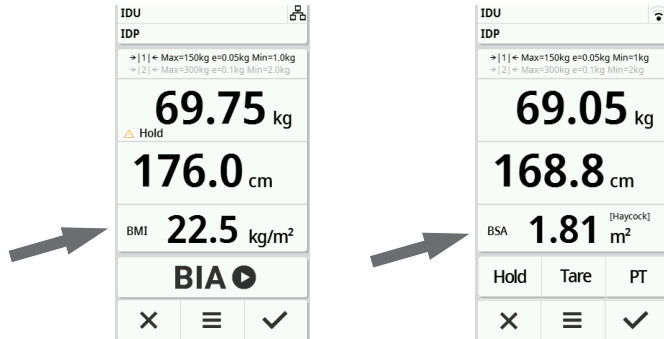 IDU
IDP
→|1|← Max=150kg e=0.05kg Min=1.0kg
→|2|← Max=300kg e=0.1kg Min=2.0kg
69.75 kg
Hold
176.0 cm
BMI 22.5 kg/m²
BIA
IDU
IDP
→|1|← Max=150kg e=0.05kg Min=1kg
→|2|← Max=300kg e=0.1kg Min=2kg
69.05 kg
168.8 cm
BSA 1.81 [Haycock] m²
Hold Tare PT